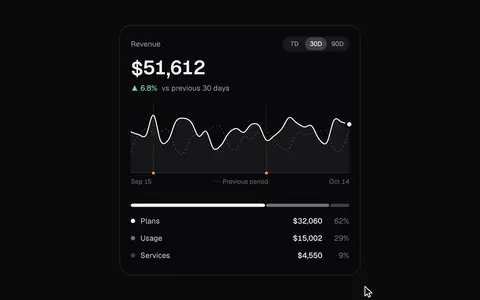 Revenue
7D 30D 90D
$51,612
▲ 6.8% vs previous 30 days
Sep 15 Previous period Oct 14
Plans $32,060 62%
Usage $15,002 29%
Services $4,550 9%